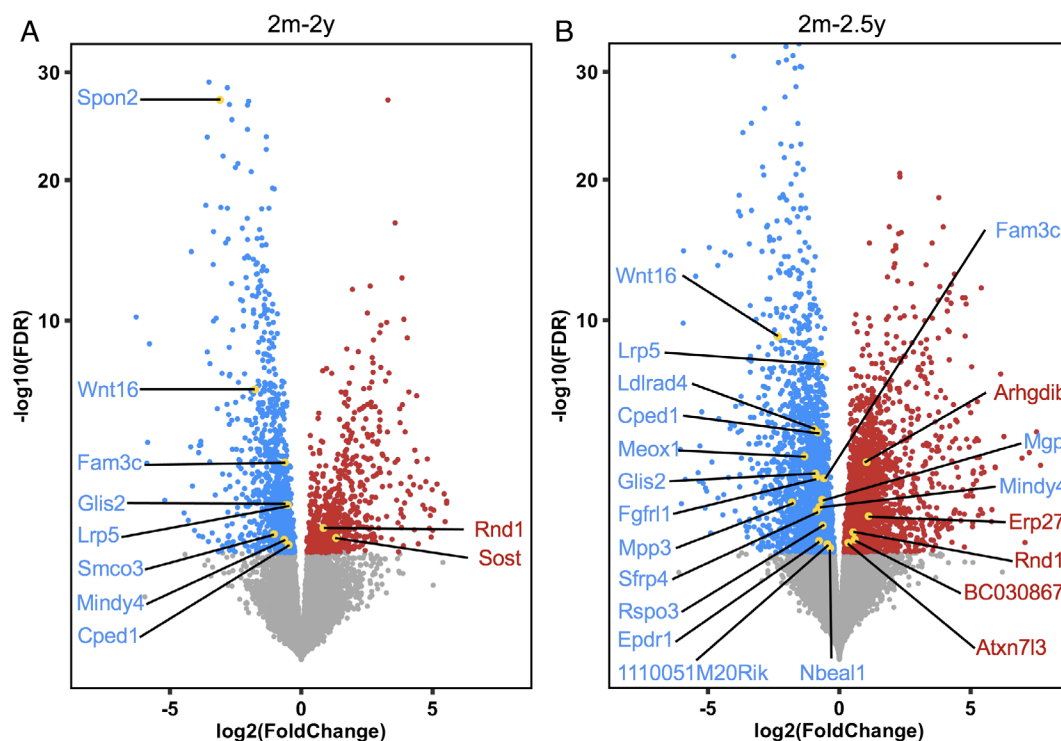 A
2m-2y
-log10(FDR)
30
20
10
Spon2
Wnt16
Fam3c
Glis2
Lrp5
Smco3
Mindy4
Cped1
Rnd1
Sost
-5
0
5
log2(FoldChange)
B
2m-2.5y
-log10(FDR)
30
20
10
Fam3c
Wnt16
Lrp5
Ldlrad4
Cped1
Meox1
Glis2
Fgfrl1
Mpp3
Sfrp4
Rspo3
Epdr1
1110051M20Rik
Nbeal1
Arhgdib
Mgp
Mindy4
Erp27
Rnd1
BC030867
Atxn7l3
-5
0
5
log2(FoldChange)